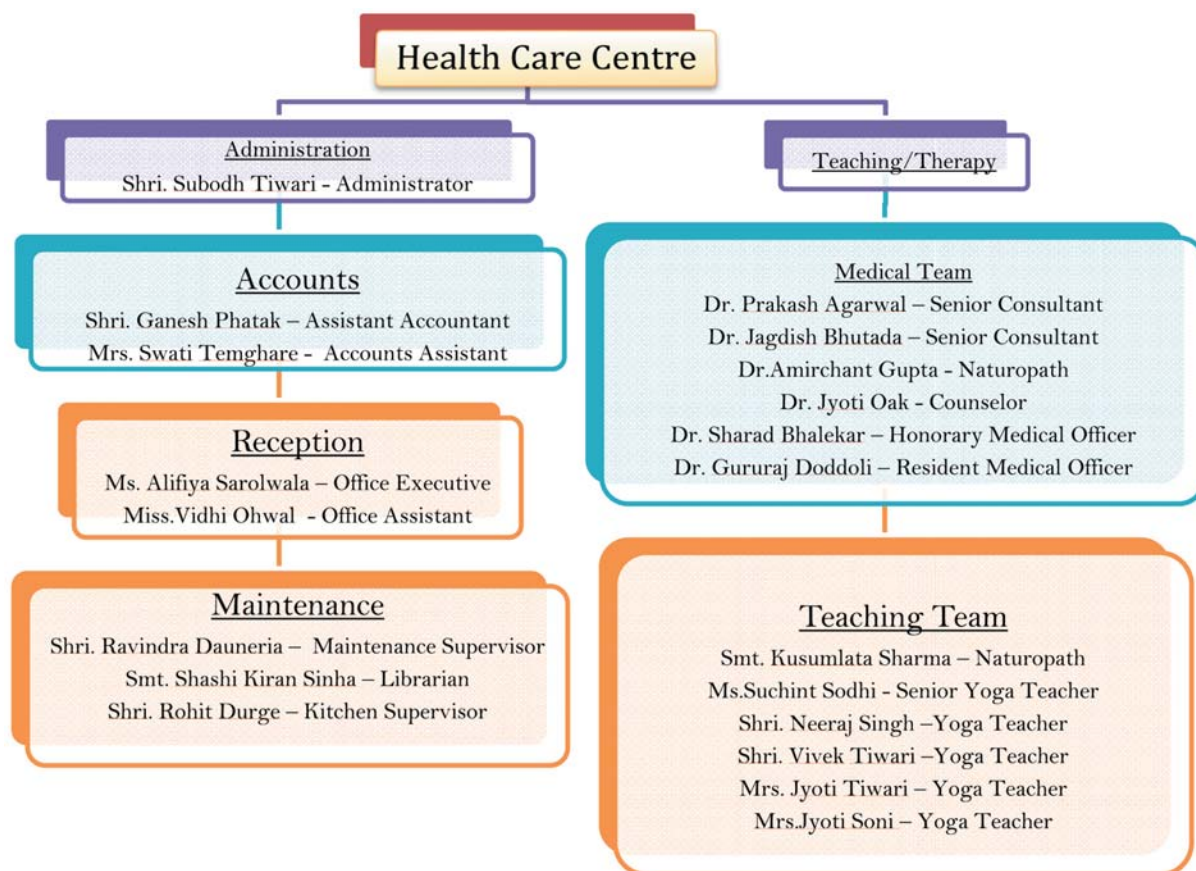 Health Care Centre
Administration
Shri. Subodh Tiwari - Administrator
Accounts
Shri. Ganesh Phatak – Assistant Accountant
Mrs. Swati Temghare - Accounts Assistant
Reception
Ms. Alifiya Sarolwala – Office Executive
Miss.Vidhi Ohwal - Office Assistant
Maintenance
Shri. Ravindra Dauneria – Maintenance Supervisor
Smt. Shashi Kiran Sinha – Librarian
Shri. Rohit Durge – Kitchen Supervisor
Teaching/Therapy
Medical Team
Dr. Prakash Agarwal – Senior Consultant
Dr. Jagdish Bhutada – Senior Consultant
Dr.Amirchant Gupta - Naturopath
Dr. Jyoti Oak - Counselor
Dr. Sharad Bhalekar – Honorary Medical Officer
Dr. Gururaj Doddoli – Resident Medical Officer
Teaching Team
Smt. Kusumlata Sharma – Naturopath
Ms.Suchint Sodhi - Senior Yoga Teacher
Shri. Neeraj Singh –Yoga Teacher
Shri. Vivek Tiwari –Yoga Teacher
Mrs. Jyoti Tiwari – Yoga Teacher
Mrs.Jyoti Soni – Yoga Teacher